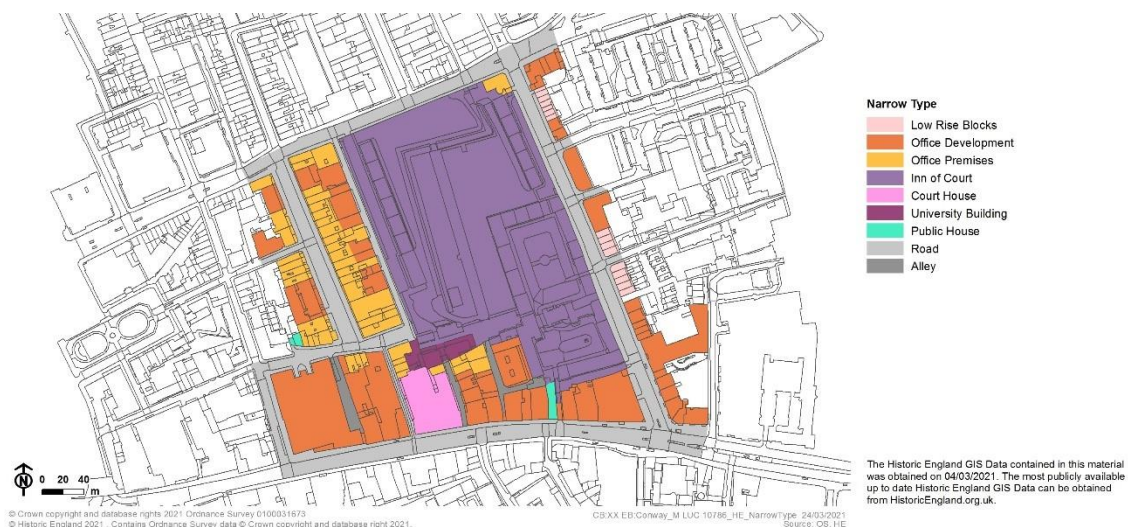 Narrow Type
Low Rise Blocks
Office Development
Office Premises
Inn of Court
Court House
University Building
Public House
Road
Alley
N
0 20 40
m
The Historic England GIS Data contained in this material
was obtained on 04/03/2021. The most publicly available
up to date Historic England GIS Data can be obtained
from HistoricEngland.org.uk.
© Crown copyright and database rights 2021 Ordnance Survey 0100031673
© Historic England 2021 . Contains Ordnance Survey data © Crown copyright and database right 2021.
CB:XX EB:Conway_M LUC 10786_HE_NarrowType 24/03/2021
Source: OB, HE